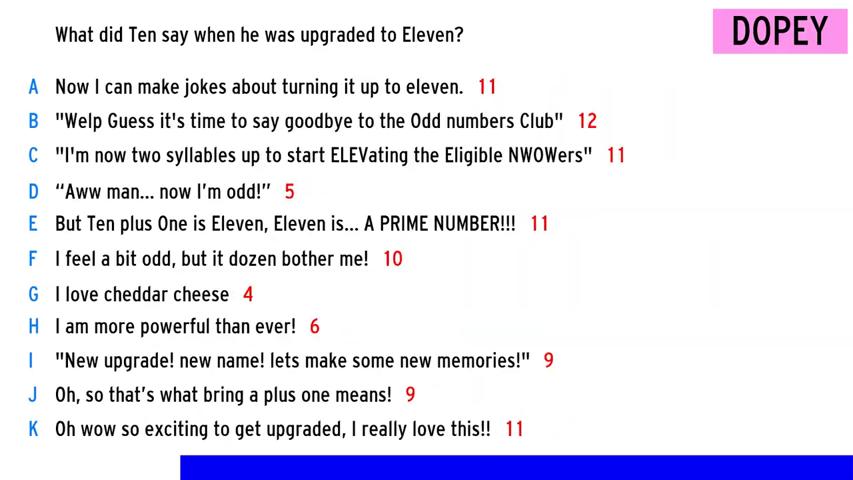 What did Ten say when he was upgraded to Eleven?
DOPEY
A Now I can make jokes about turning it up to eleven. 11
B "Welp Guess it's time to say goodbye to the Odd numbers Club" 12
C "I'm now two syllables up to start ELEVating the Eligible NWOWers" 11
D “Aww man... now I’m odd!” 5
E But Ten plus One is Eleven, Eleven is... A PRIME NUMBER!!! 11
F I feel a bit odd, but it dozen bother me! 10
G I love cheddar cheese 4
H I am more powerful than ever! 6
I "New upgrade! new name! lets make some new memories!" 9
J Oh, so that’s what bring a plus one means! 9
K Oh wow so exciting to get upgraded, I really love this!! 11